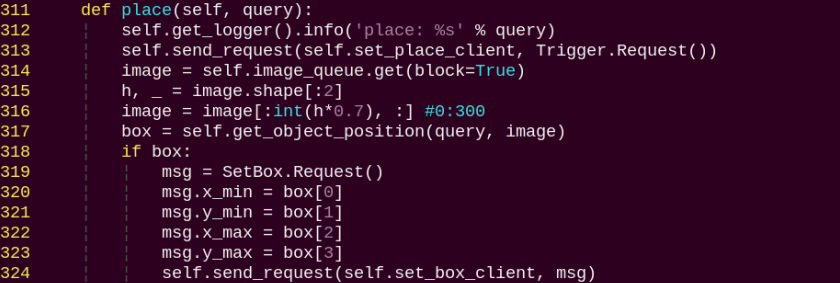 311     def place(self, query):
312         self.get_logger().info('place: %s' % query)
313         self.send_request(self.set_place_client, Trigger.Request())
314         image = self.image_queue.get(block=True)
315         h, _ = image.shape[:2]
316         image = image[:int(h*0.7), :] #0:300
317         box = self.get_object_position(query, image)
318         if box:
319             msg = SetBox.Request()
320             msg.x_min = box[0]
321             msg.y_min = box[1]
322             msg.x_max = box[2]
323             msg.y_max = box[3]
324             self.send_request(self.set_box_client, msg)